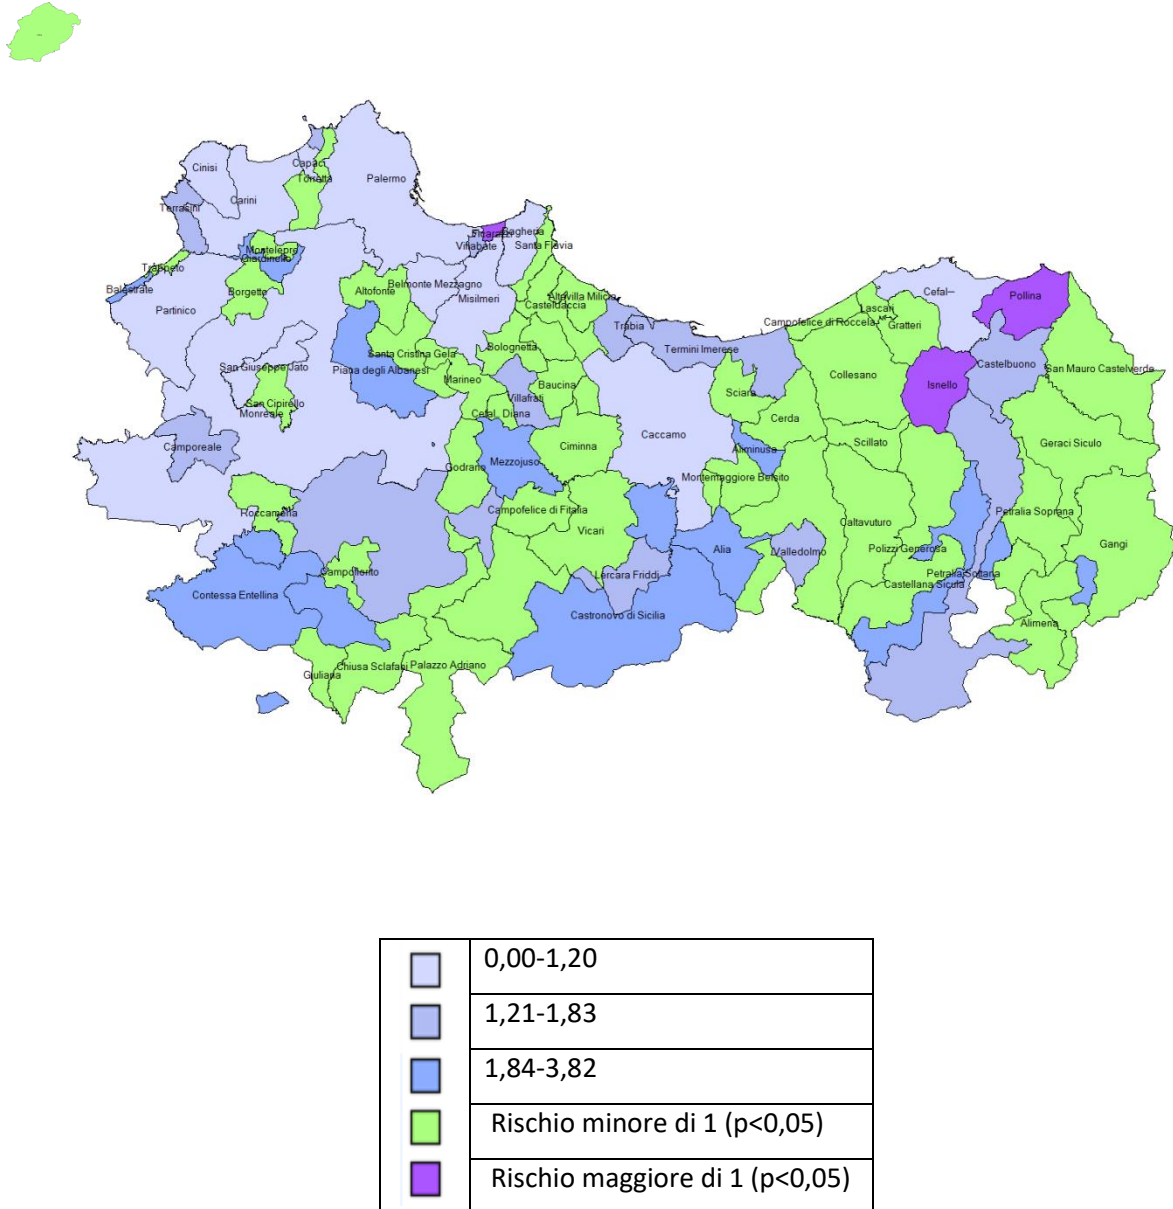 Cinisi
Capaci
Torretta
Palermo
Carini
Terrasini
Ficarazzi
Bagheria
Villabate
Santa Flavia
Montelepre
Giardinello
Trappeto
Balestrate
Borgetto
Altofonte
Belmonte Mezzagno
Misilmeri
Altavilla Milicia
Casteldaccia
Partinico
Cefal
Pollina
Lascari
Campofelice di Roccela
Gratteri
Trabia
Termini Imerese
Bolognetta
Santa Cristina Gela
Piana degli Albanesi
San Giuseppe Jato
Marineo
Baucina
Villafrati
Castelbuono
San Mauro Castelverde
Collesano
Isnello
Sciara
San Cipirello
Monreale
Cefal_Diana
Cerda
Camporeale
Ciminna
Caccamo
Scillato
Geraci Siculo
Aliminusa
Mezzojuso
Godrano
Montemaggiore Belsito
Roccamena
Campofelice di Fitalia
Vicari
Caltavuturo
Petralia Soprana
Gangi
Alia
Valledolmo
Polizzi Generosa
Campofiorito
Lercara Friddi
Petralia Sottana
Castellana Sicula
Contessa Entellina
Castronovo di Sicilia
Alimena
Giuliana
Chiusa Sclafani
Palazzo Adriano
0,00-1,20
1,21-1,83
1,84-3,82
Rischio minore di 1 (p<0,05)
Rischio maggiore di 1 (p<0,05)